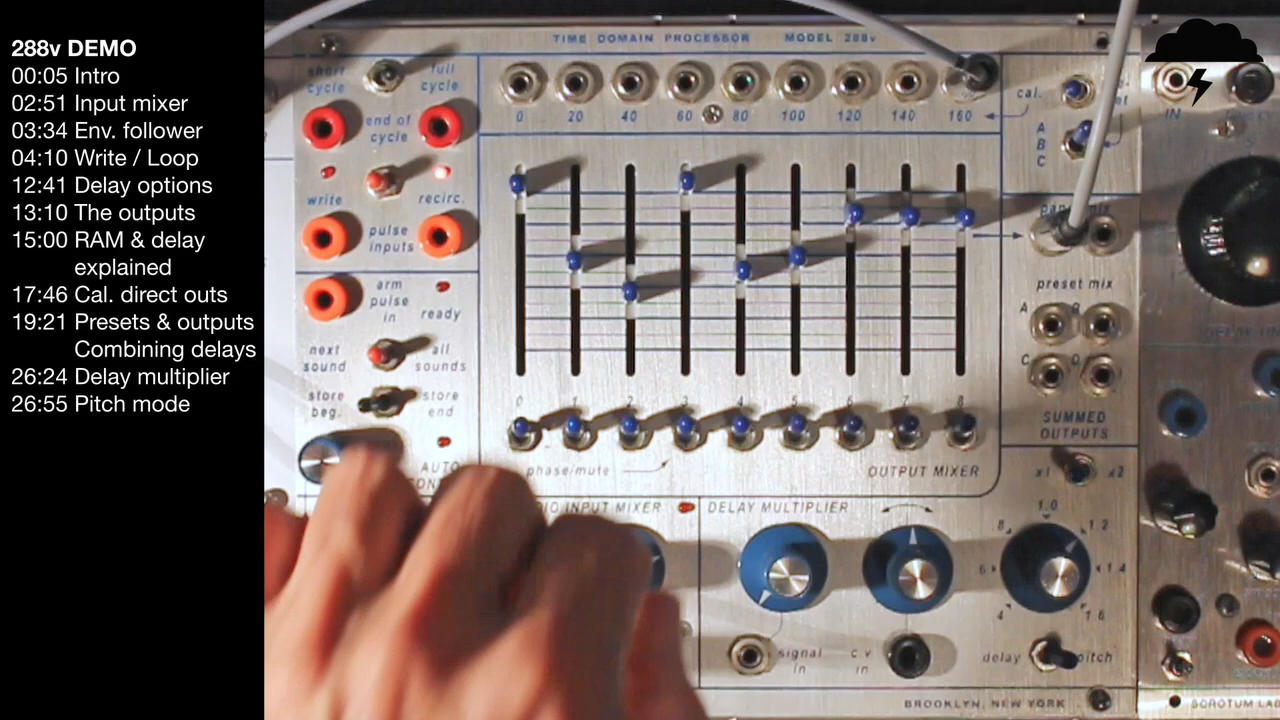 288v DEMO
00:05 Intro
02:51 Input mixer
03:34 Env. follower
04:10 Write / Loop
12:41 Delay options
13:10 The outputs
15:00 RAM & delay
explained
17:46 Cal. direct outs
19:21 Presets & outputs
Combining delays
26:24 Delay multiplier
26:55 Pitch mode
TIME DOMAIN PROCESSOR MODEL 288v
short cycle
full cycle
end of cycle
write
recirc.
pulse inputs
arm pulse in
ready
next sound
all sounds
store beg.
store end
AUTO
0 20 40 60 80 100 120 140 160
cal.
A
B
C
IN
0 1 2 3 4 5 6 7 8
phase/mute
OUTPUT MIXER
preset mix
A
C
SUMMED OUTPUTS
x1 x2
INPUT MIXER
DELAY MULTIPLIER
1.0
8 1.2
6 1.4
4 1.6
signal in
c.v. in
delay pitch
BROOKLYN, NEW YORK